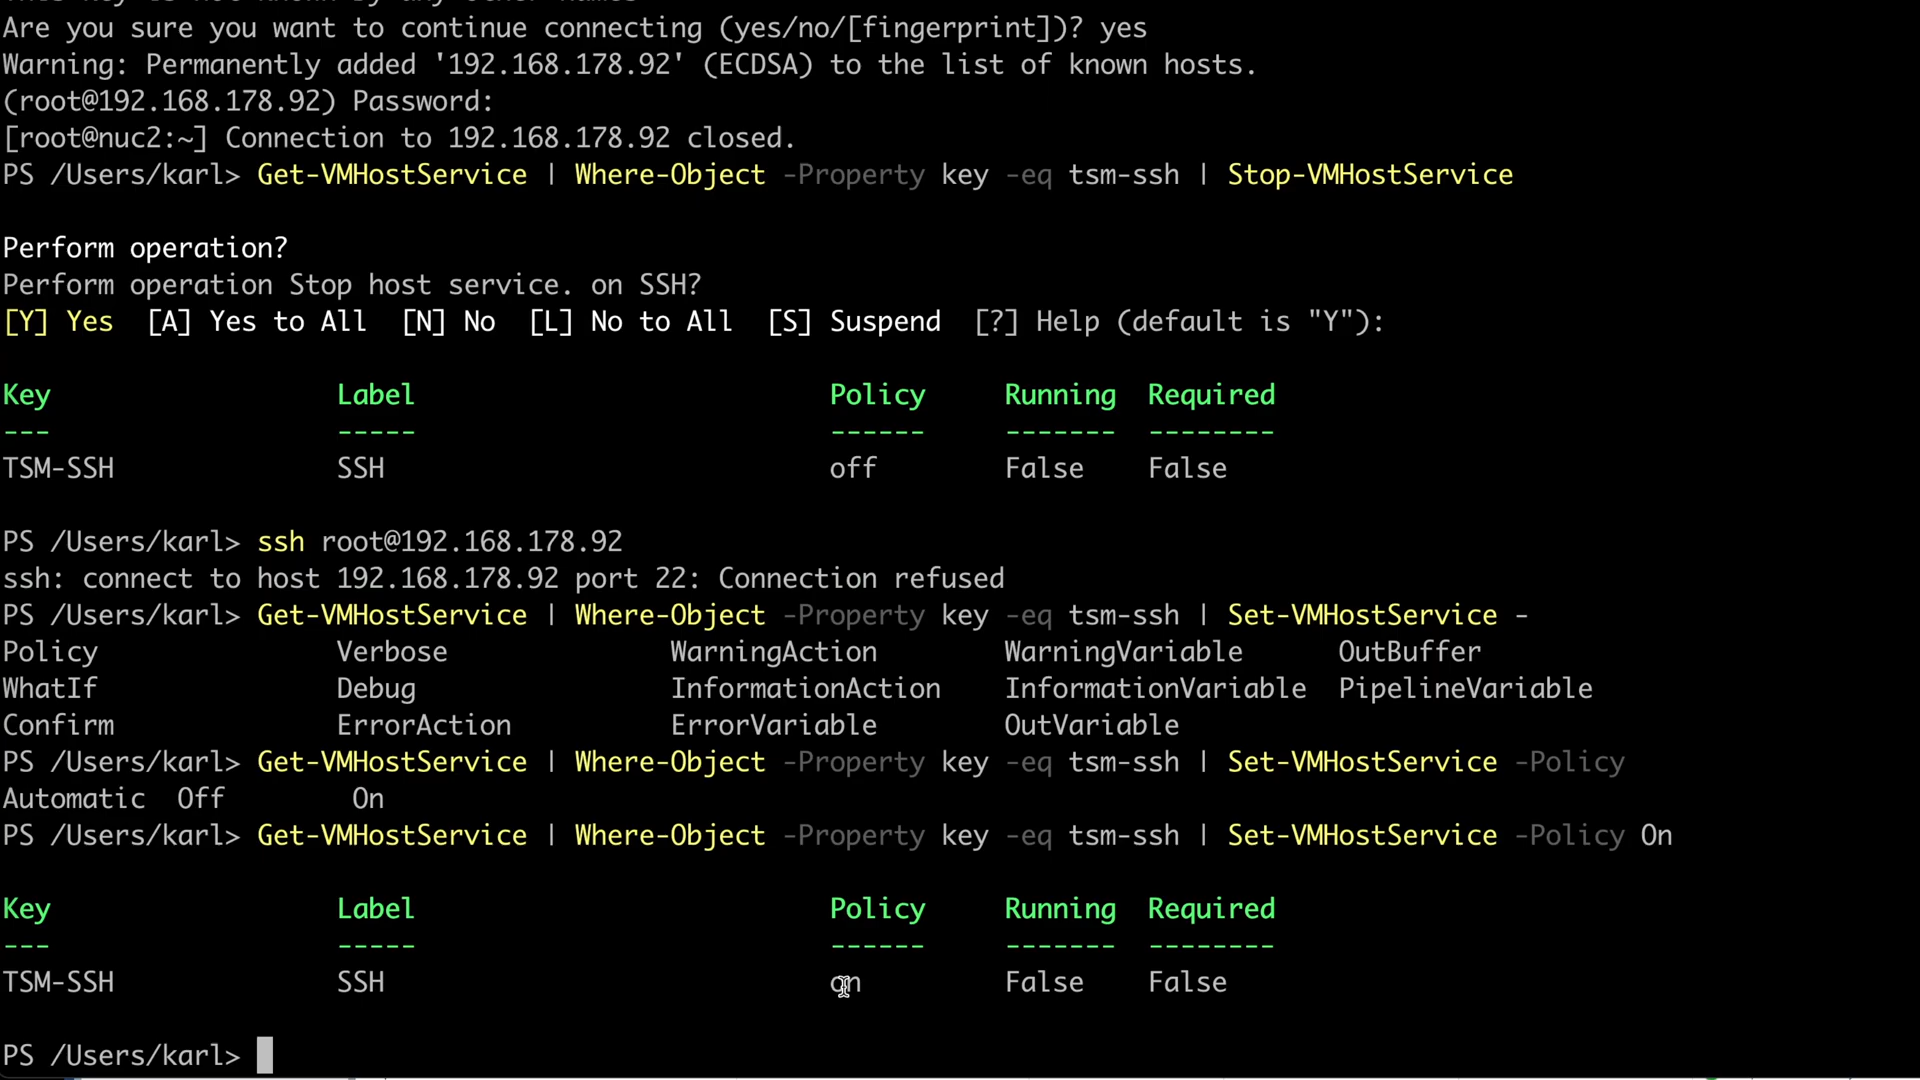 This key is not known by any other names
Are you sure you want to continue connecting (yes/no/[fingerprint])? yes
Warning: Permanently added '192.168.178.92' (ECDSA) to the list of known hosts.
(root@192.168.178.92) Password:
[root@nuc2:~] Connection to 192.168.178.92 closed.
PS /Users/karl> Get-VMHostService | Where-Object -Property key -eq tsm-ssh | Stop-VMHostService
Perform operation?
Perform operation Stop host service. on SSH?
[Y] Yes  [A] Yes to All  [N] No  [L] No to All  [S] Suspend  [?] Help (default is "Y"):
Key Label Policy Running Required
--- ----- ------ ------- --------
TSM-SSH SSH off False False
PS /Users/karl> ssh root@192.168.178.92
ssh: connect to host 192.168.178.92 port 22: Connection refused
PS /Users/karl> Get-VMHostService | Where-Object -Property key -eq tsm-ssh | Set-VMHostService -
Policy Verbose WarningAction WarningVariable OutBuffer
WhatIf Debug InformationAction InformationVariable PipelineVariable
Confirm ErrorAction ErrorVariable OutVariable
PS /Users/karl> Get-VMHostService | Where-Object -Property key -eq tsm-ssh | Set-VMHostService -Policy
Automatic Off On
PS /Users/karl> Get-VMHostService | Where-Object -Property key -eq tsm-ssh | Set-VMHostService -Policy On
Key Label Policy Running Required
--- ----- ------ ------- --------
TSM-SSH SSH on False False
PS /Users/karl>